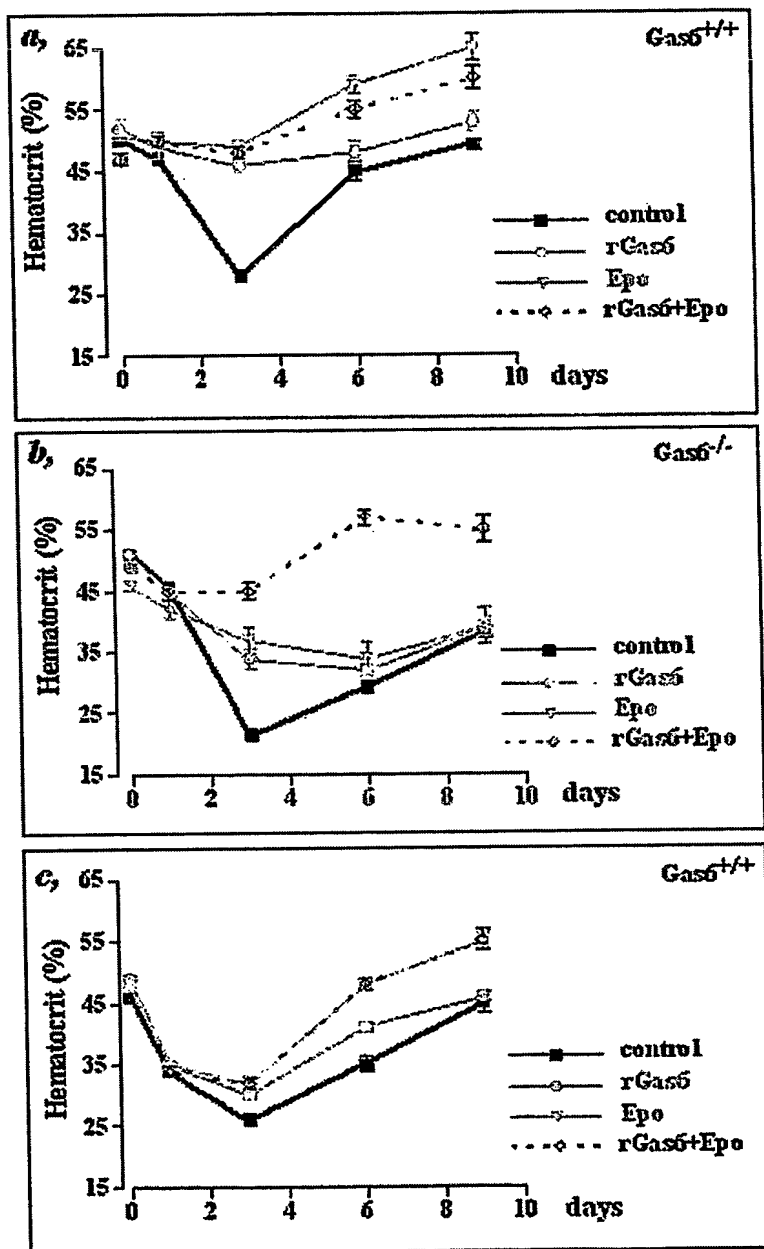 a, Gas6+/+
Hematocrit (%)
65
55
45
35
25
15
control
rGas6
Epo
rGas6+Epo
0 2 4 6 8 10 days
b, Gas6-/-
Hematocrit (%)
65
55
45
35
25
15
control
rGas6
Epo
rGas6+Epo
0 2 4 6 8 10 days
c, Gas6+/+
Hematocrit (%)
65
55
45
35
25
15
control
rGas6
Epo
rGas6+Epo
0 2 4 6 8 10 days